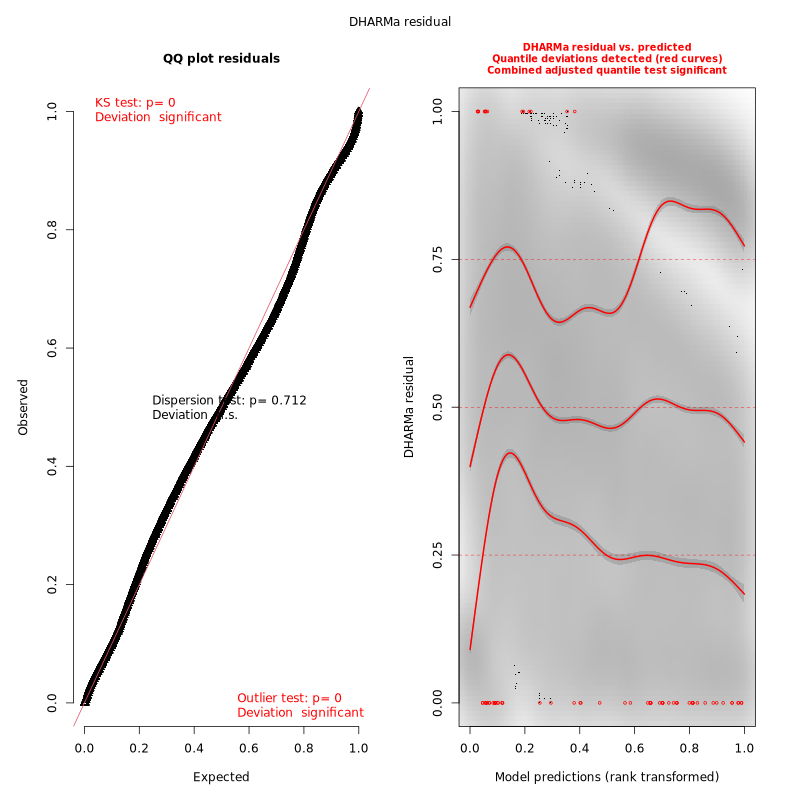 DHARMa residual
QQ plot residuals
KS test: p= 0
Deviation significant
Dispersion test: p= 0.712
Deviation n.s.
Outlier test: p= 0
Deviation significant
Observed
0.0 0.2 0.4 0.6 0.8 1.0
0.0 0.2 0.4 0.6 0.8 1.0
Expected
DHARMa residual vs. predicted
Quantile deviations detected (red curves)
Combined adjusted quantile test significant
DHARMa residual
0.00 0.25 0.50 0.75 1.00
0.0 0.2 0.4 0.6 0.8 1.0
Model predictions (rank transformed)